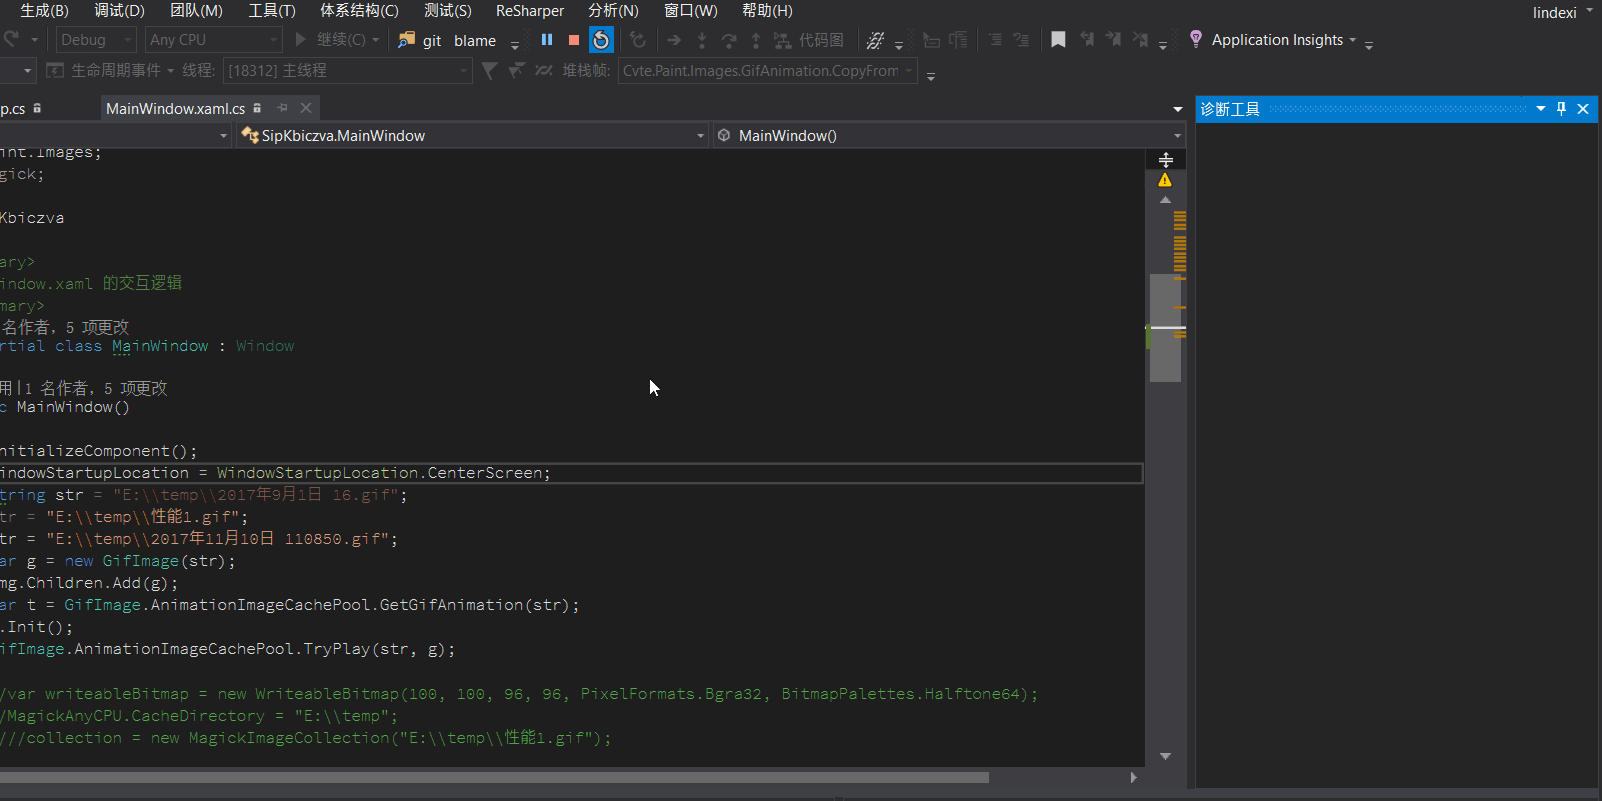 生成(B) 调试(D) 团队(M) 工具(T) 体系结构(C) 测试(S) ReSharper 分析(N) 窗口(W) 帮助(H) lindexi
Debug Any CPU 继续(C) git blame 代码图 Application Insights
生命周期事件 线程: [18312] 主线程 堆栈帧: Cvte.Paint.Images.GifAnimation.CopyFrom
p.cs MainWindow.xaml.cs 诊断工具
SipKbiczva.MainWindow MainWindow()
int.Images;
gick;
Kbiczva
ary>
indow.xaml 的交互逻辑
mary>
名作者，5 项更改
rtial class MainWindow : Window
用|1 名作者，5 项更改
c MainWindow()
nitializeComponent();
indowStartupLocation = WindowStartupLocation.CenterScreen;
tring str = "E:\\temp\\2017年9月1日 16.gif";
tr = "E:\\temp\\性能1.gif";
tr = "E:\\temp\\2017年11月10日 110850.gif";
ar g = new GifImage(str);
mg.Children.Add(g);
ar t = GifImage.AnimationImageCachePool.GetGifAnimation(str);
.Init();
ifImage.AnimationImageCachePool.TryPlay(str, g);
/var writeableBitmap = new WriteableBitmap(100, 100, 96, 96, PixelFormats.Bgra32, BitmapPalettes.Halftone64);
/MagickAnyCPU.CacheDirectory = "E:\\temp";
///collection = new MagickImageCollection("E:\\temp\\性能1.gif");